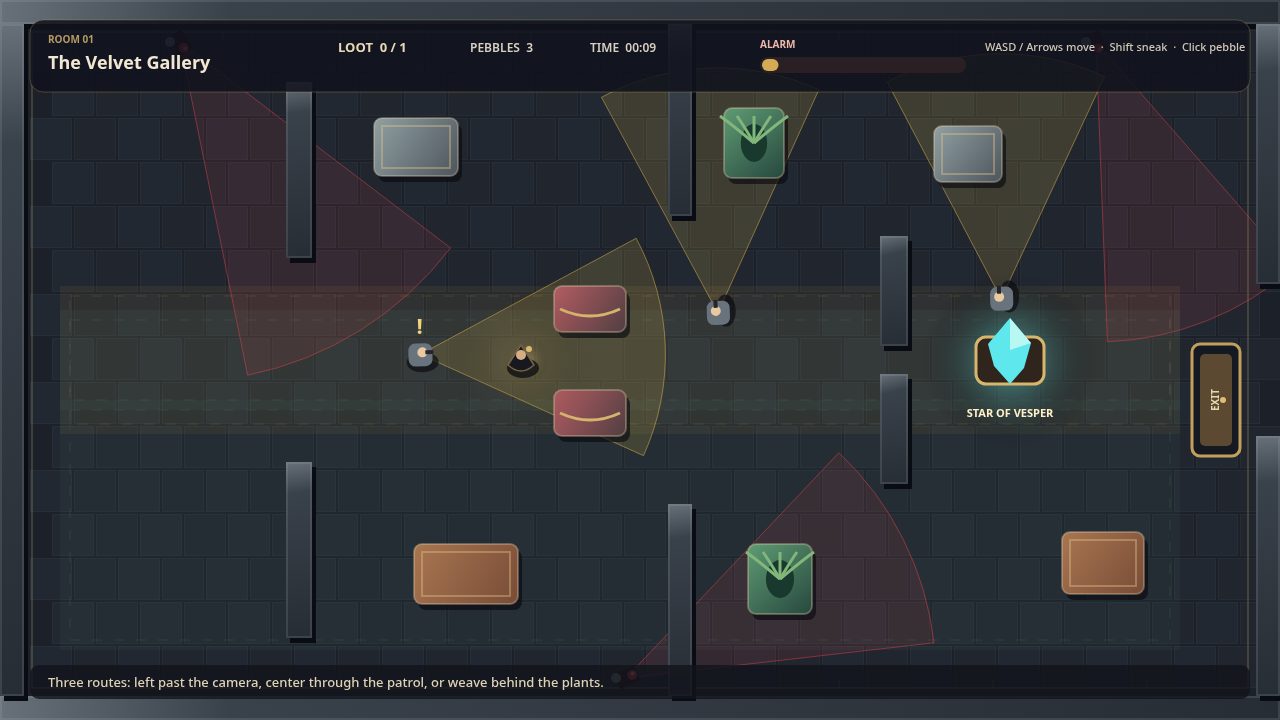 ROOM 01
The Velvet Gallery
LOOT 0 / 1
PEBBLES 3
TIME 00:09
ALARM
WASD / Arrows move · Shift sneak · Click pebble
!
STAR OF VESPER
EXIT
Three routes: left past the camera, center through the patrol, or weave behind the plants.